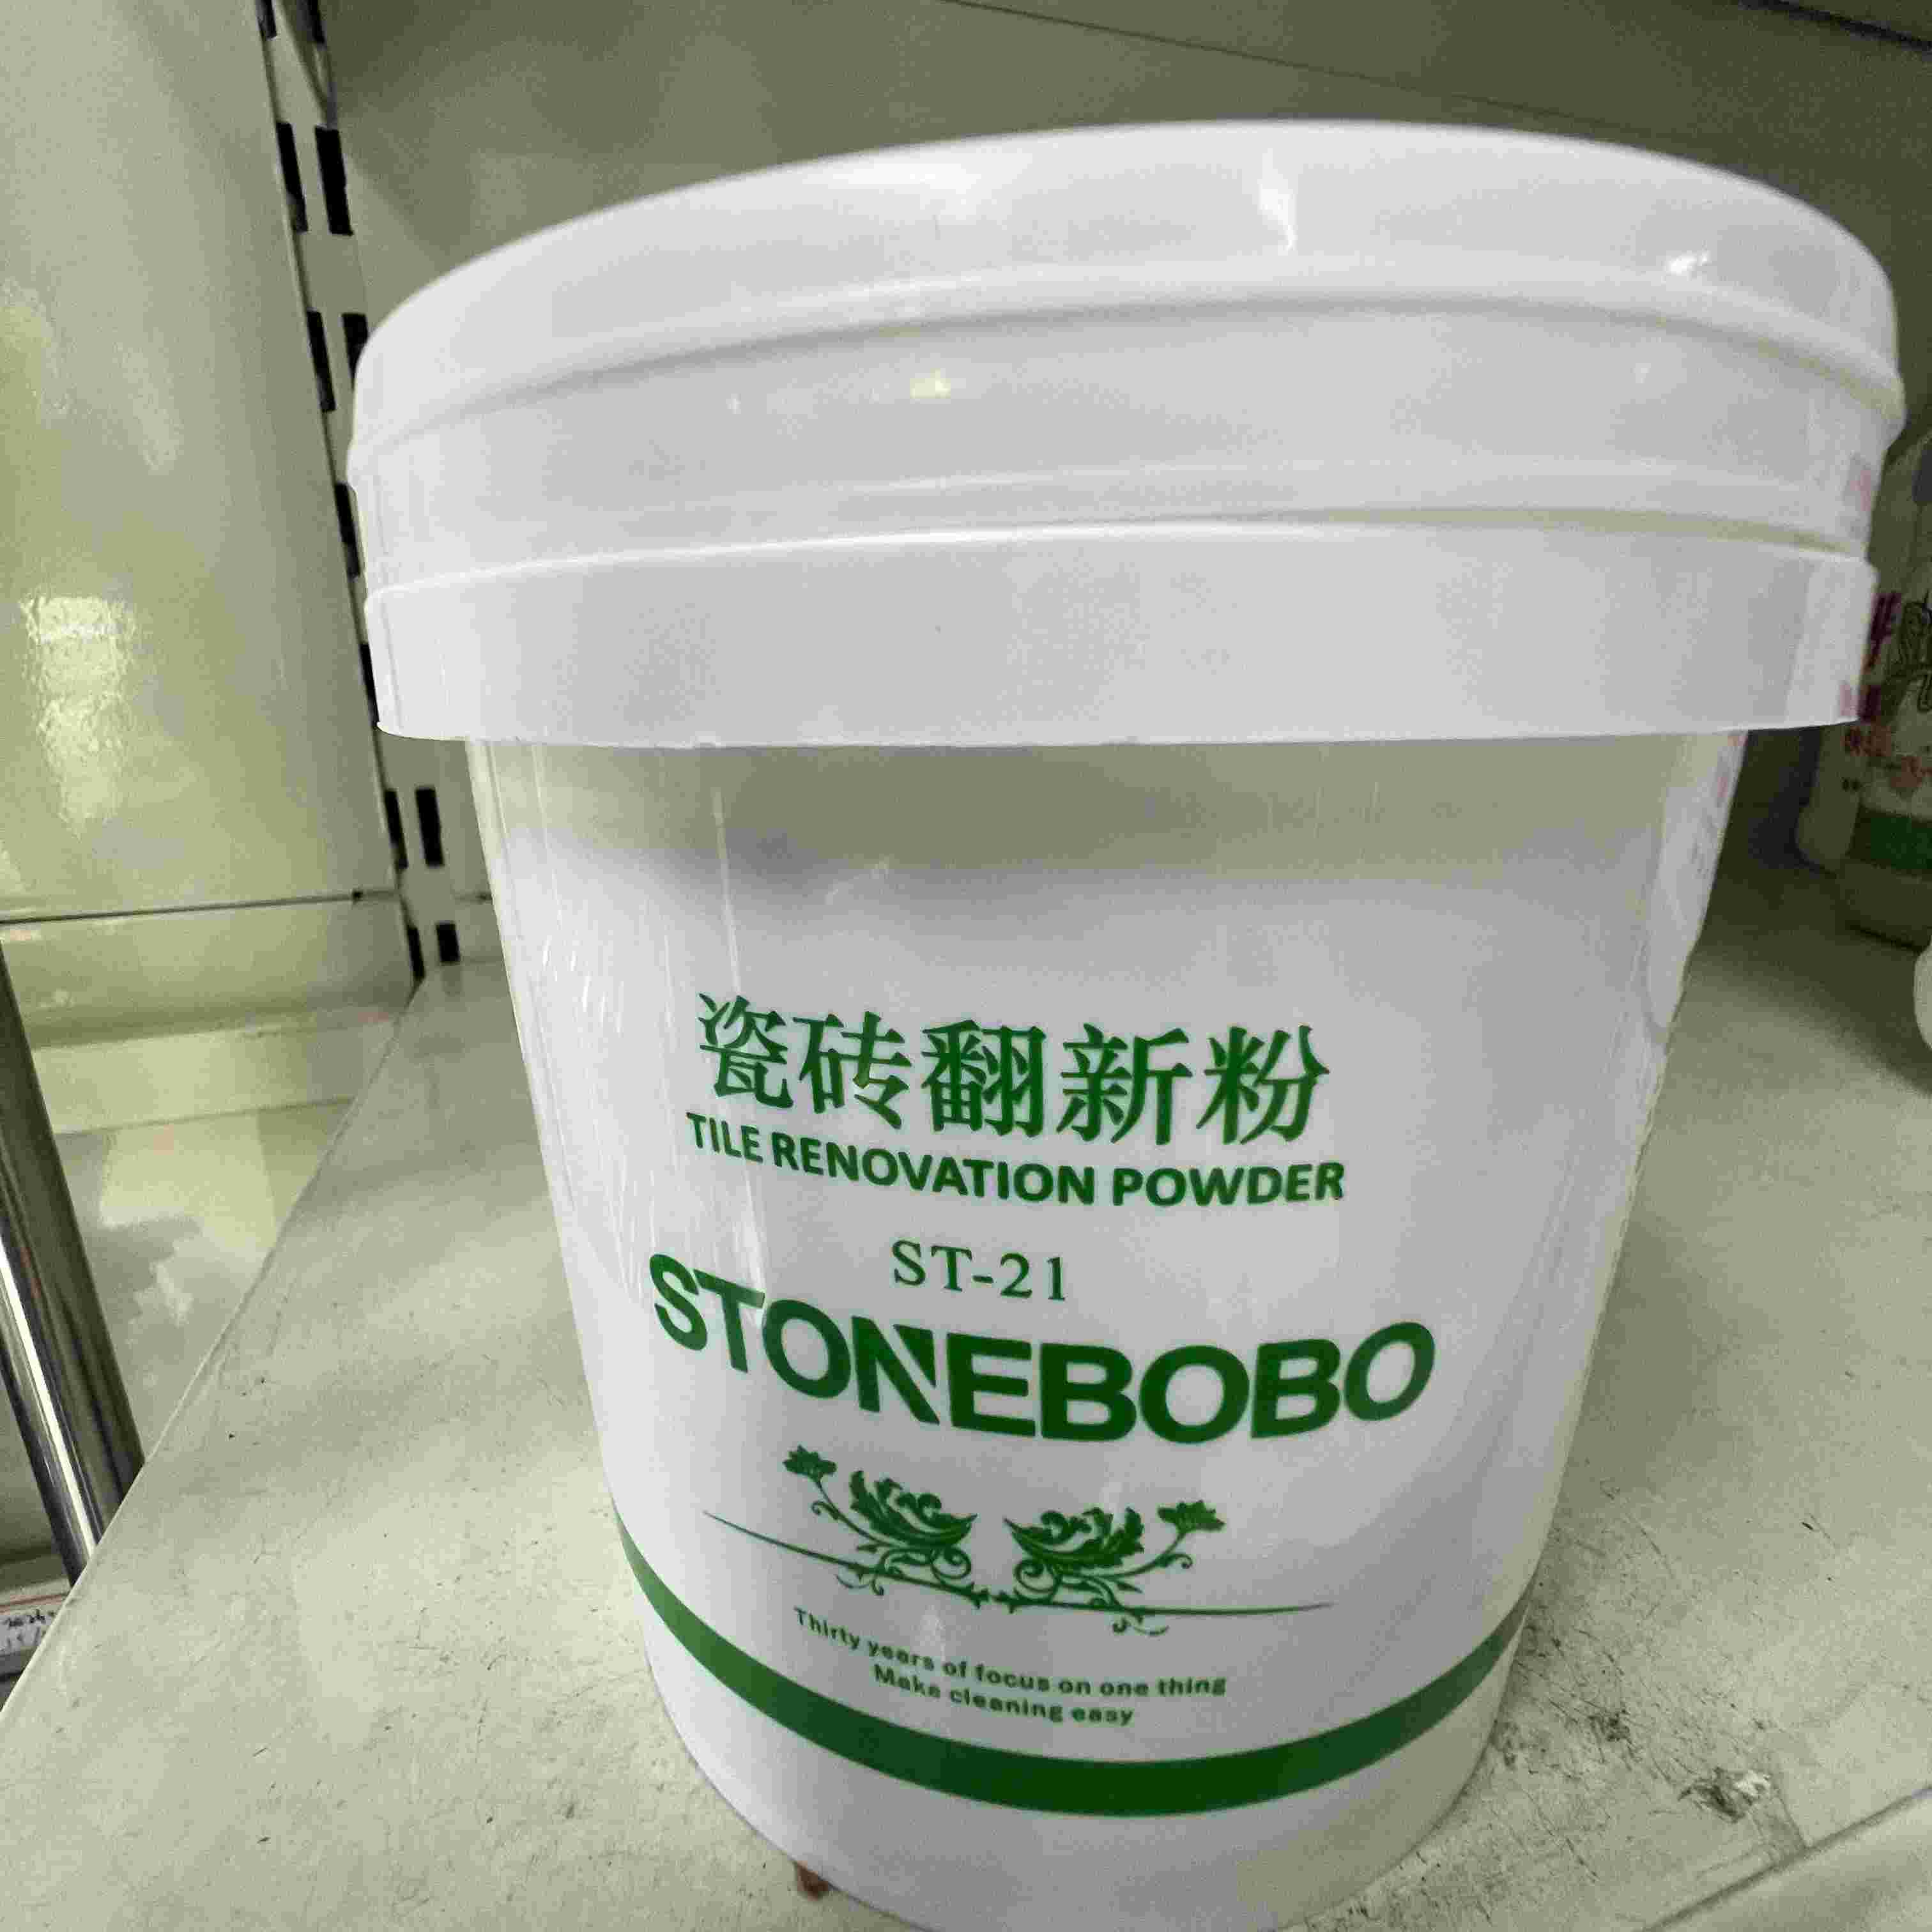 瓷砖翻新粉
TILE RENOVATION POWDER
ST-21
STONEBOBO
Thirty years of focus on one thing
Make cleaning easy